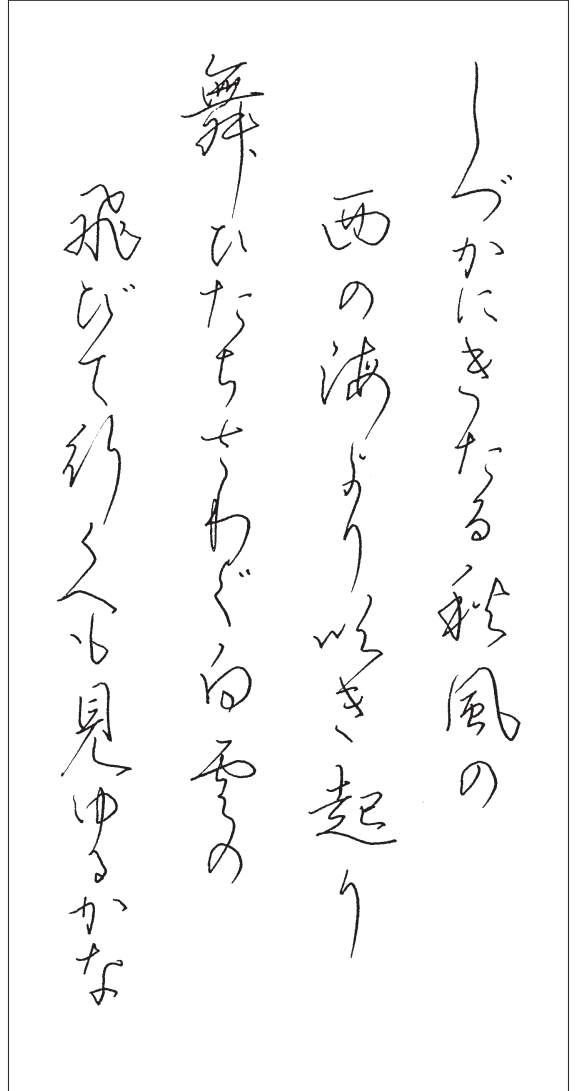 しづかにきたる秋風の
西の海より吹き起り
舞ひたちさわぐ白雲の
飛びて行くへも見ゆるかな